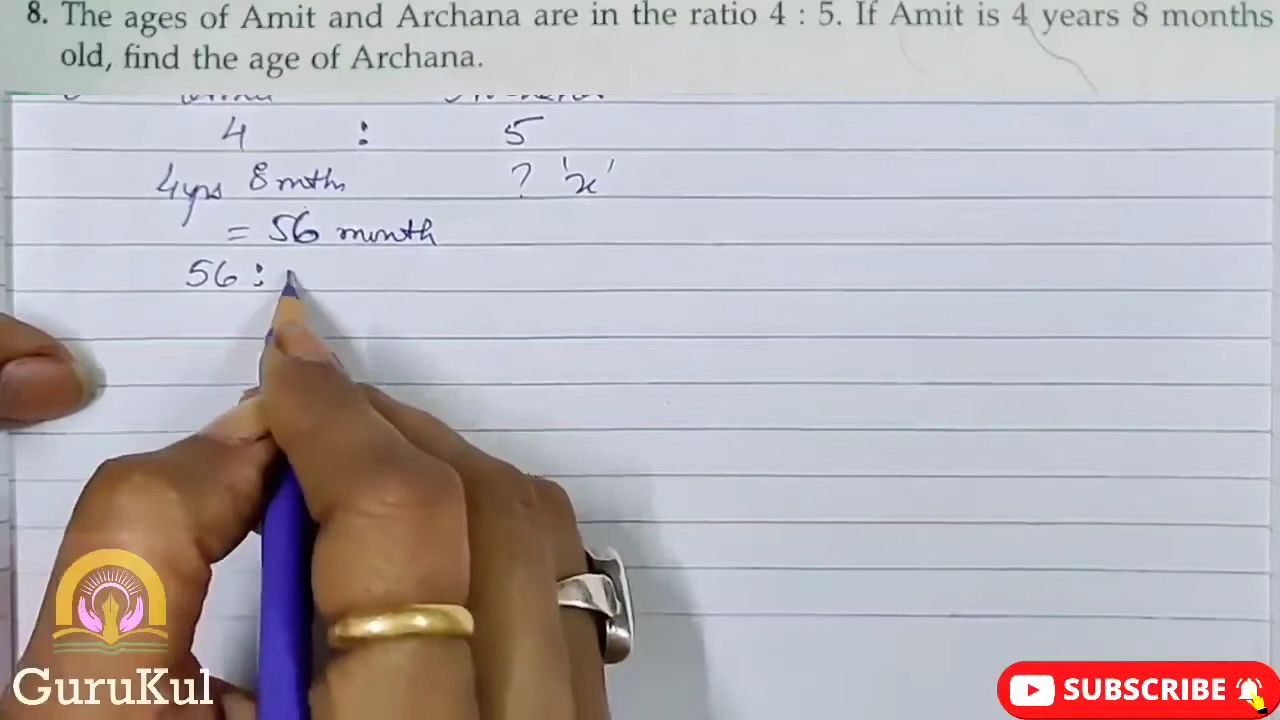 8. The ages of Amit and Archana are in the ratio 4 : 5. If Amit is 4 years 8 months
old, find the age of Archana.
4 : 5
4yrs 8 mths ? 'x'
= 56 month
56 :
GuruKul
SUBSCRIBE